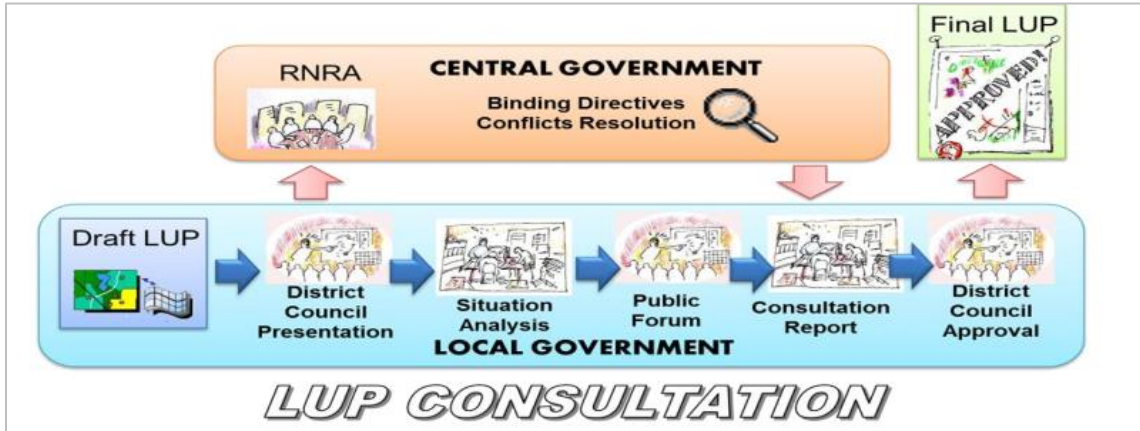 Final LUP
APPROVED!
RNRA
CENTRAL GOVERNMENT
Binding Directives
Conflicts Resolution
Draft LUP
District
Council
Presentation
Situation
Analysis
Public
Forum
Consultation
Report
District
Council
Approval
LOCAL GOVERNMENT
LUP CONSULTATION